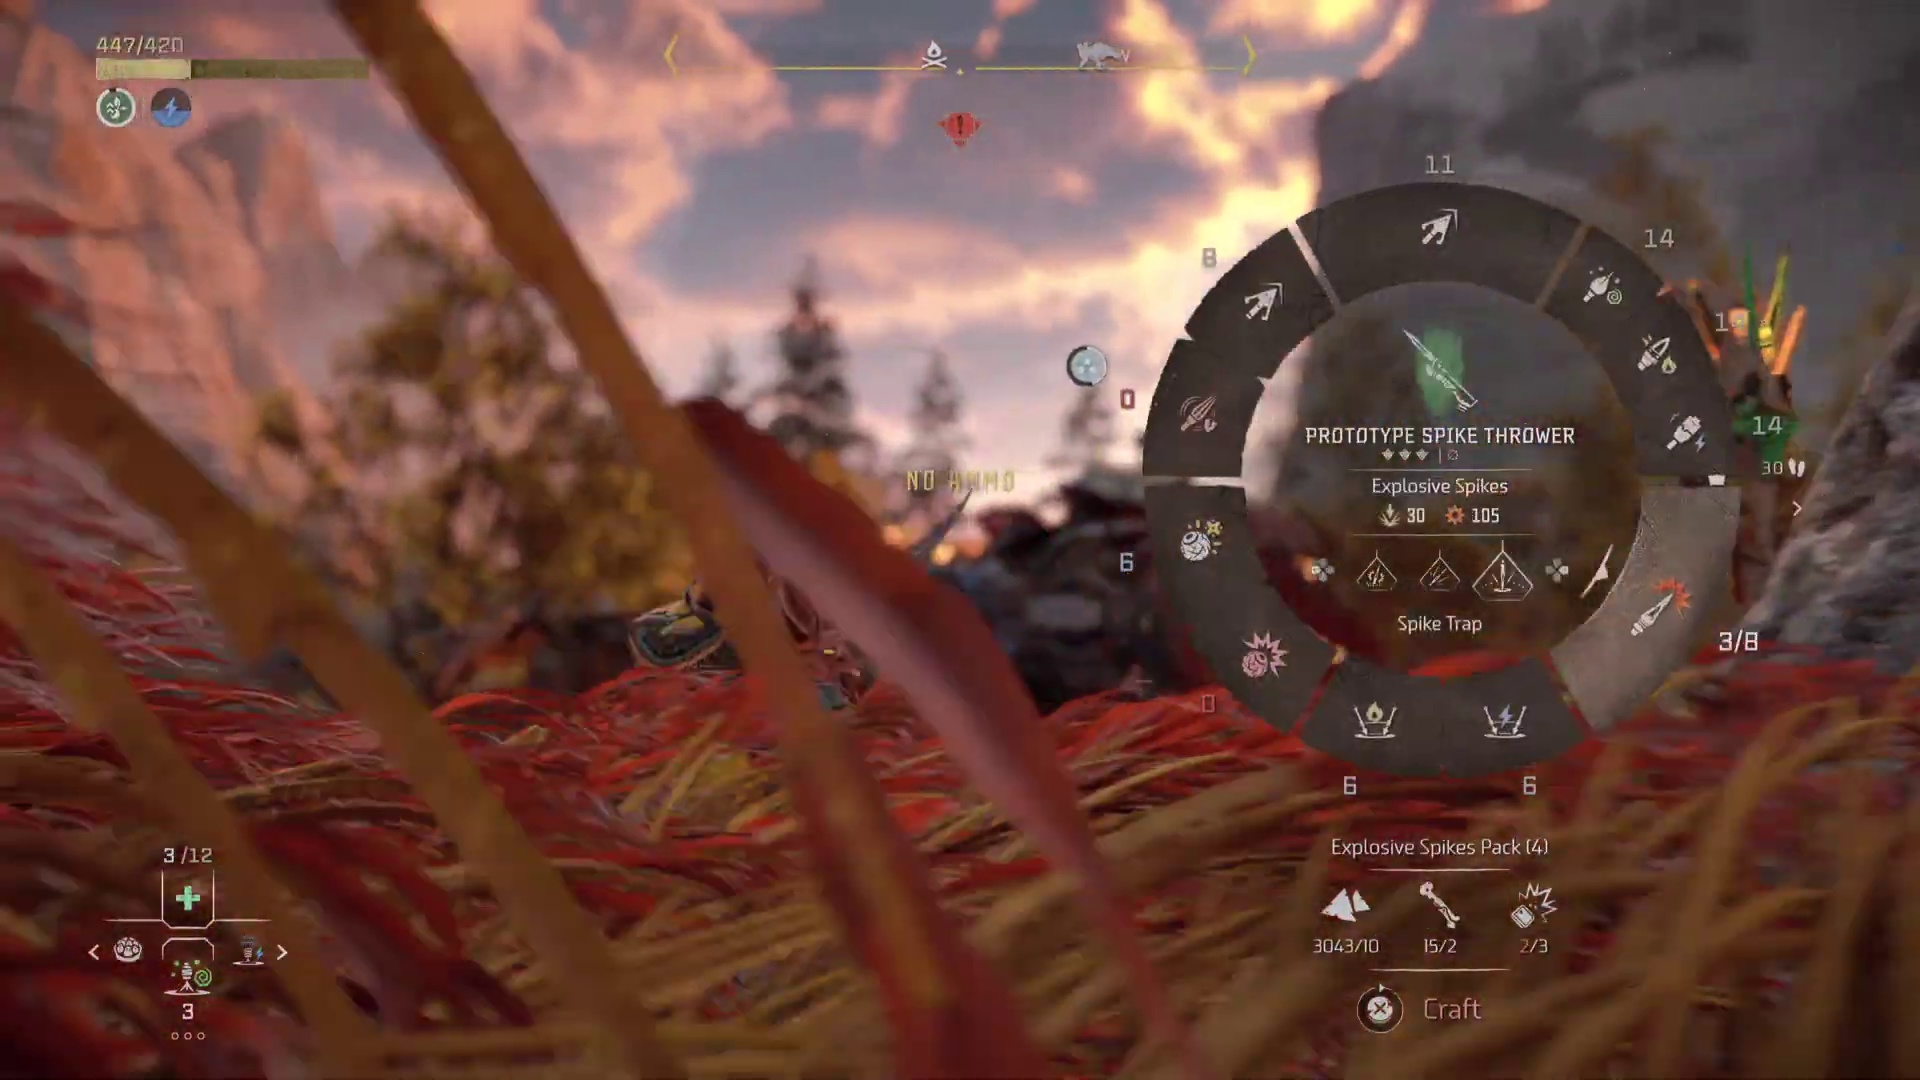 447/420
11
8
14
0
14
30
NO AMMO
PROTOTYPE SPIKE THROWER
Explosive Spikes
30 105
6
Spike Trap
3/8
0
6 6
Explosive Spikes Pack (4)
3043/10 15/2 2/3
Craft
3/12
3